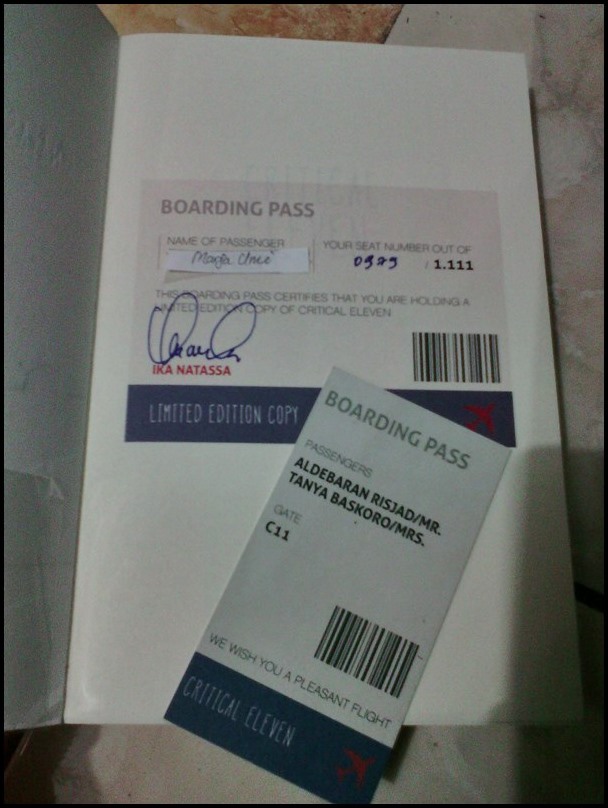 BOARDING PASS
NAME OF PASSENGER
YOUR SEAT NUMBER OUT OF
0979 / 1.111
THIS BOARDING PASS CERTIFIES THAT YOU ARE HOLDING A
LIMITED EDITION COPY OF CRITICAL ELEVEN
IKA NATASSA
LIMITED EDITION COPY
BOARDING PASS
PASSENGERS
ALDEBARAN RISJAD/MR.
TANYA BASKORO/MRS.
GATE
C11
WE WISH YOU A PLEASANT FLIGHT
CRITICAL ELEVEN